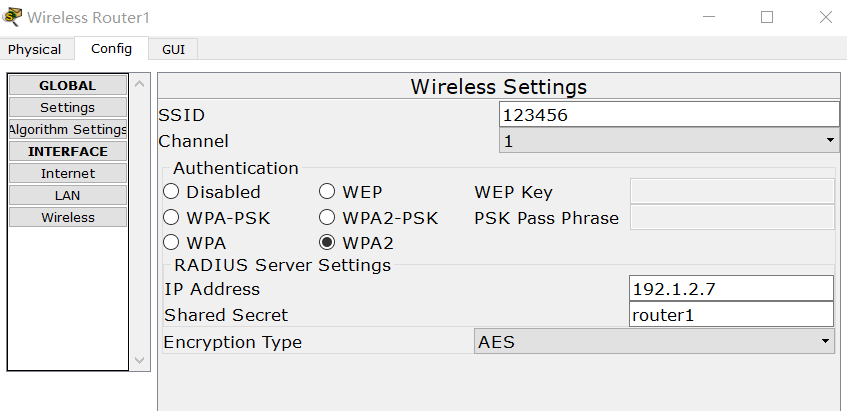 Wireless Router1
Physical Config GUI
GLOBAL
Settings
Algorithm Settings
INTERFACE
Internet
LAN
Wireless
Wireless Settings
SSID 123456
Channel 1
Authentication
Disabled WEP WEP Key
WPA-PSK WPA2-PSK PSK Pass Phrase
WPA WPA2
RADIUS Server Settings
IP Address 192.1.2.7
Shared Secret router1
Encryption Type AES